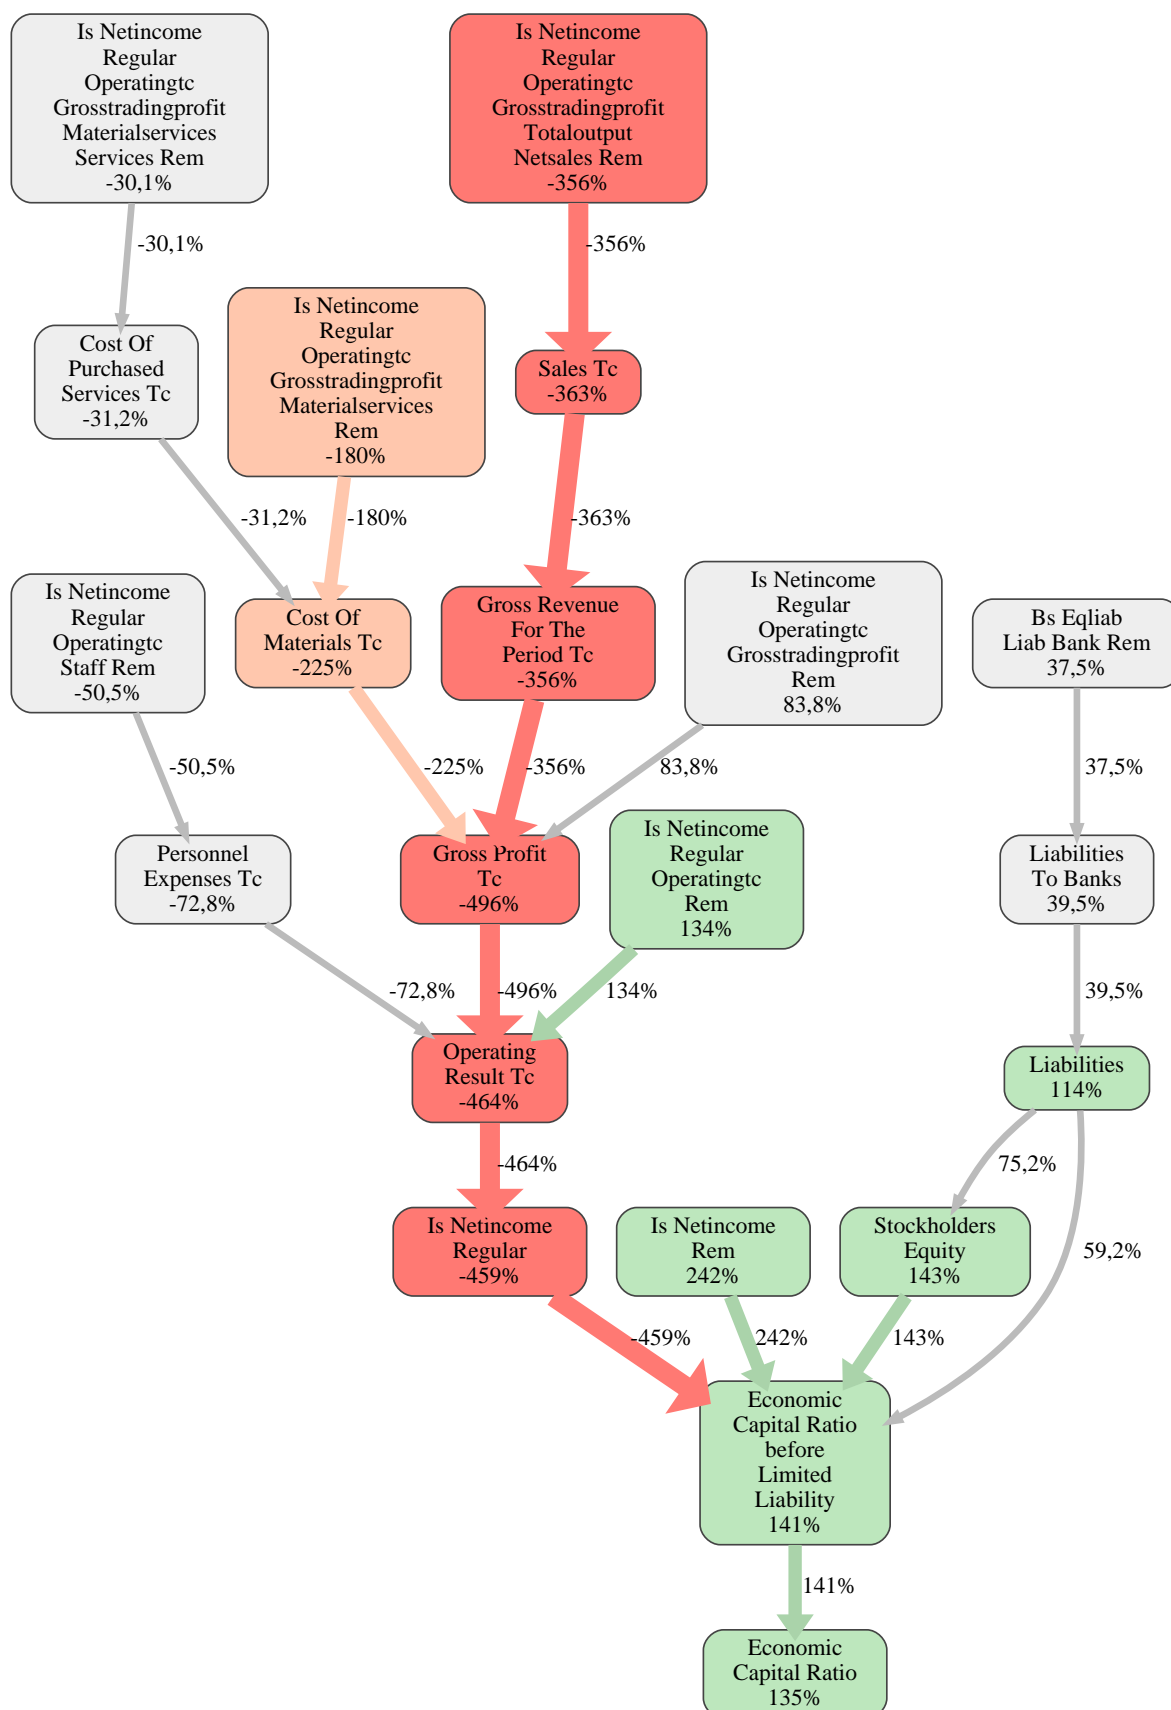 Is Netincome
Regular
Operatingtc
Grosstradingprofit
Materialservices
Services Rem
-30,1%
Is Netincome
Regular
Operatingtc
Grosstradingprofit
Totaloutput
Netsales Rem
-356%
-30,1%
-356%
Cost Of
Purchased
Services Tc
-31,2%
Is Netincome
Regular
Operatingtc
Grosstradingprofit
Materialservices
Rem
-180%
Sales Tc
-363%
-31,2%
-180%
-363%
Is Netincome
Regular
Operatingtc
Staff Rem
-50,5%
Cost Of
Materials Tc
-225%
Gross Revenue
For The
Period Tc
-356%
Is Netincome
Regular
Operatingtc
Grosstradingprofit
Rem
83,8%
Bs Eqliab
Liab Bank Rem
37,5%
-50,5%
-225%
-356%
83,8%
37,5%
Personnel
Expenses Tc
-72,8%
Gross Profit
Tc
-496%
Is Netincome
Regular
Operatingtc
Rem
134%
Liabilities
To Banks
39,5%
-72,8%
-496%
134%
39,5%
Operating
Result Tc
-464%
Liabilities
114%
-464%
75,2%
59,2%
Is Netincome
Regular
-459%
Is Netincome
Rem
242%
Stockholders
Equity
143%
-459%
242%
143%
Economic
Capital Ratio
before
Limited
Liability
141%
141%
Economic
Capital Ratio
135%